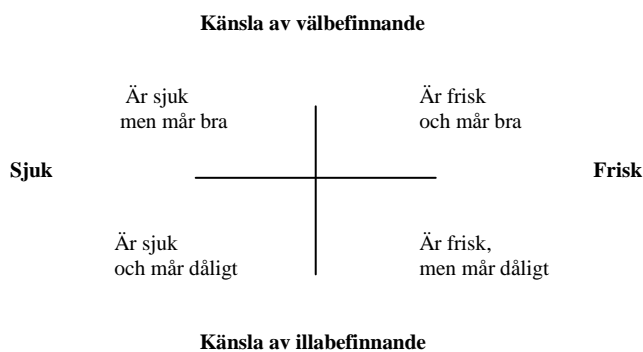 Känsla av välbefinnande
Är sjuk
men mår bra
Är frisk
och mår bra
Sjuk
Frisk
Är sjuk
och mår dåligt
Är frisk,
men mår dåligt
Känsla av illabefinnande